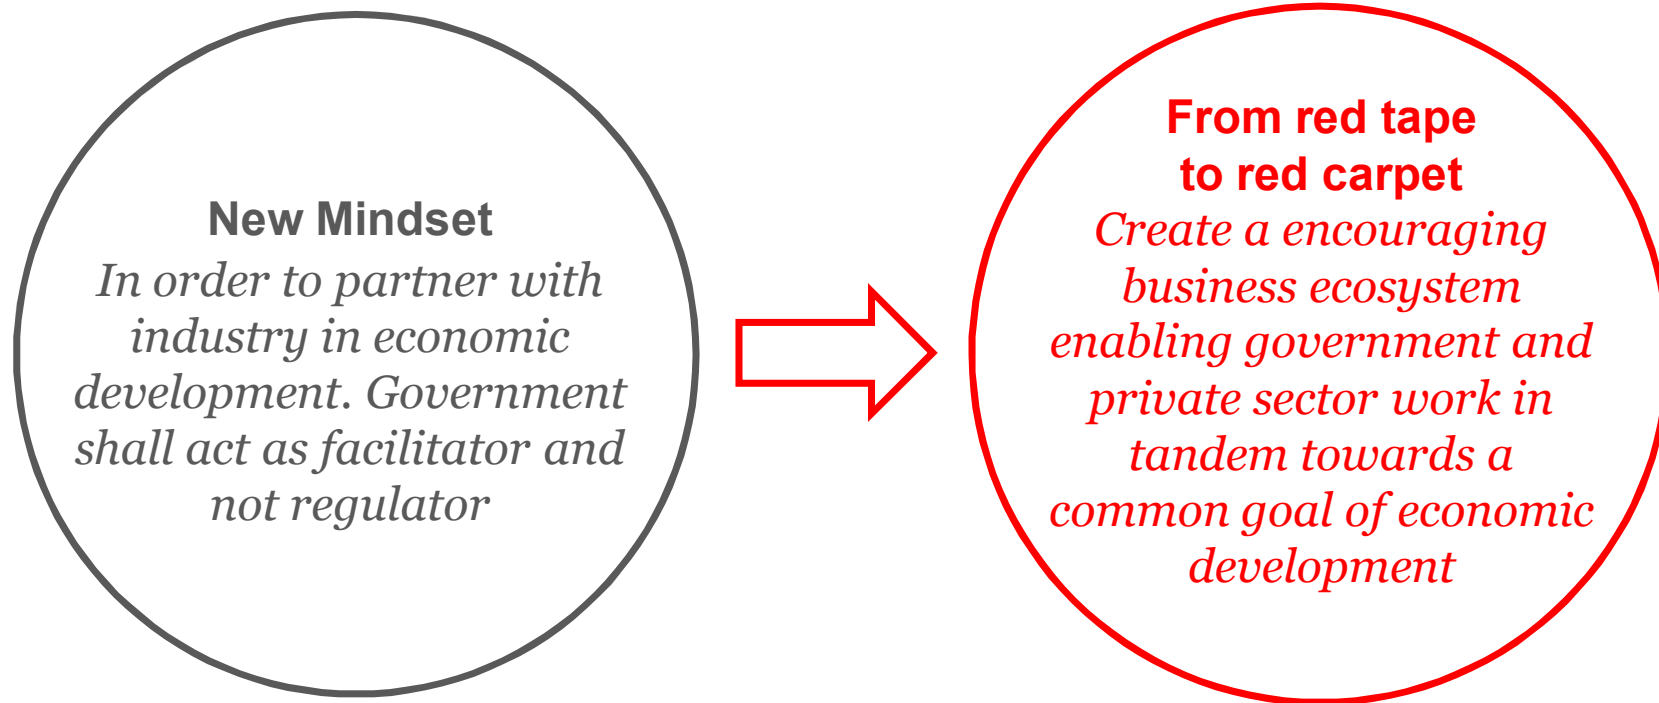 New Mindset
In order to partner with
industry in economic
development. Government
shall act as facilitator and
not regulator
From red tape
to red carpet
Create a encouraging
business ecosystem
enabling government and
private sector work in
tandem towards a
common goal of economic
development